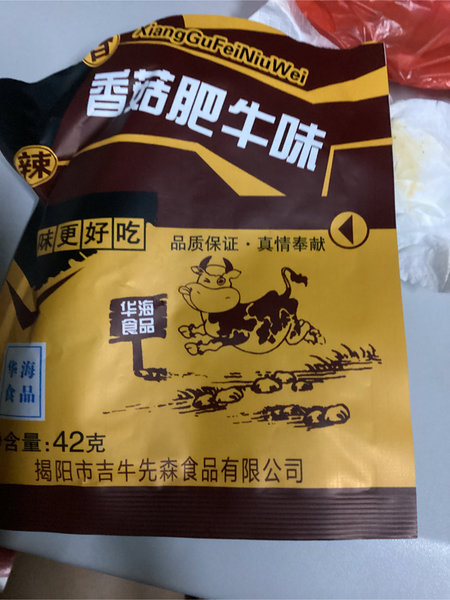 香
XiangGuFeiNiuWei
香菇肥牛味
辣
味更好吃
品质保证·真情奉献
华海
食品
华海
食品
含量:42克
揭阳市吉牛先森食品有限公司